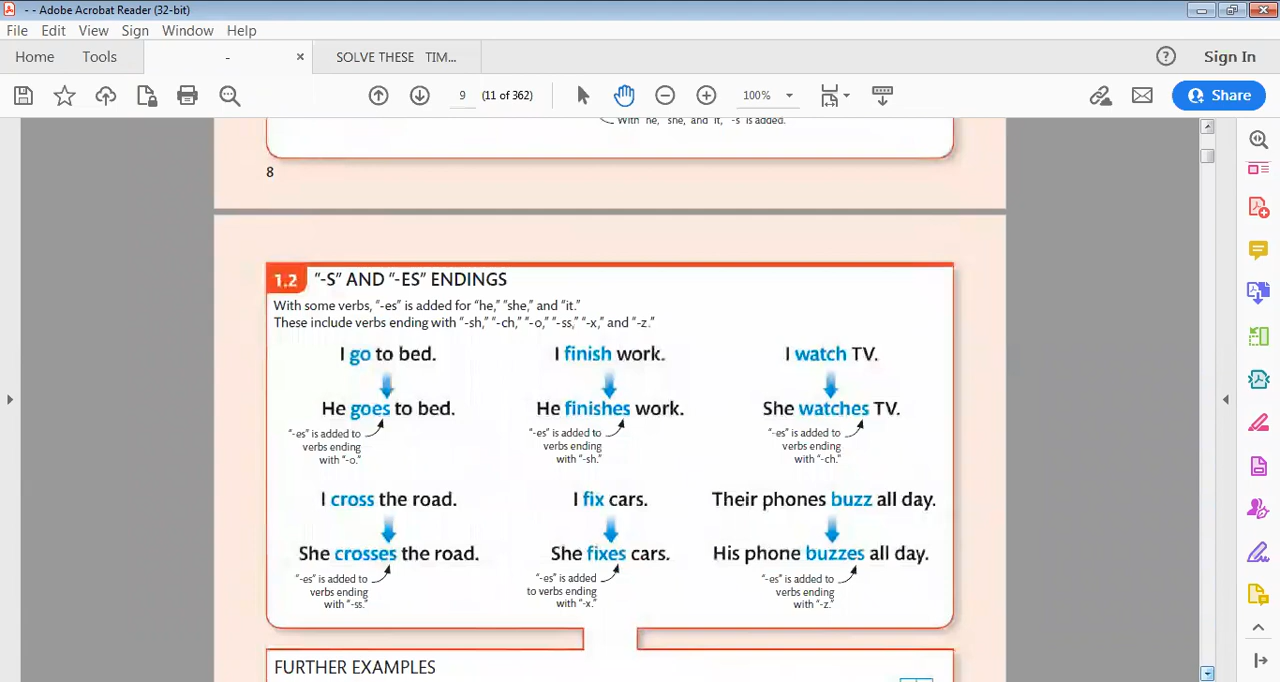 - - Adobe Acrobat Reader (32-bit)
File Edit View Sign Window Help
Home Tools - × SOLVE THESE TIM... Sign In
9 (11 of 362) 100% Share
With "he," "she," and "it," "-s" is added.
8
1.2 "-S" AND "-ES" ENDINGS
With some verbs, "-es" is added for "he," "she," and "it."
These include verbs ending with "-sh," "-ch," "-o," "-ss," "-x," and "-z."
I go to bed. I finish work. I watch TV.
He goes to bed. He finishes work. She watches TV.
"-es" is added to "-es" is added to "-es" is added to
verbs ending verbs ending verbs ending
with "-o." with "-sh." with "-ch."
I cross the road. I fix cars. Their phones buzz all day.
She crosses the road. She fixes cars. His phone buzzes all day.
"-es" is added to "-es" is added "-es" is added to
verbs ending to verbs ending verbs ending
with "-ss." with "-x." with "-z."
FURTHER EXAMPLES